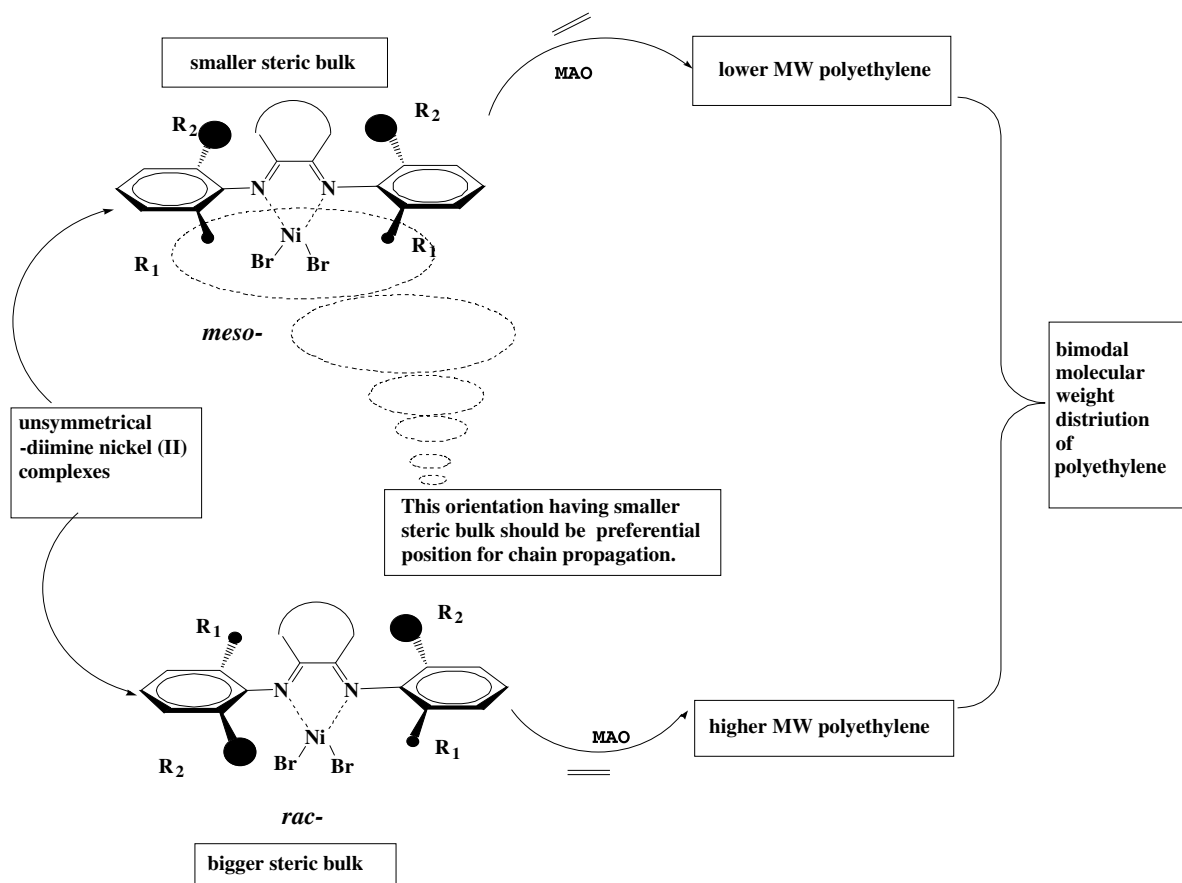 smaller steric bulk
MAO
lower MW polyethylene
R2
R2
N
N
Ni
Br
Br
R1
R1
meso-
unsymmetrical
-diimine nickel (II)
complexes
This orientation having smaller
steric bulk should be preferential
position for chain propagation.
bimodal
molecular
weight
distriution
of
polyethylene
R1
R2
N
N
Ni
Br
Br
R2
R1
MAO
higher MW polyethylene
rac-
bigger steric bulk